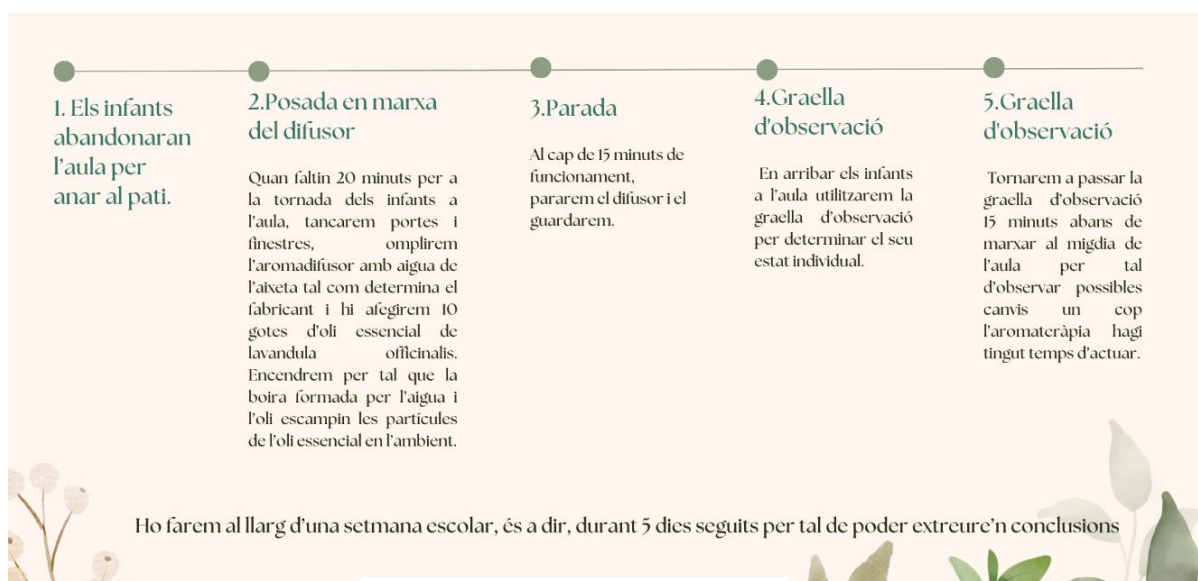 1. Els infants
abandonaran
l'aula per
anar al pati.
2.Posada en marxa
del difusor
Quan faltin 20 minuts per a
la tornada dels infants a
l'aula, tancarem portes i
finestres, omplirem
l'aromadifusor amb aigua de
l'aixeta tal com determina el
fabricant i hi afegirem 10
gotes d'oli essencial de
lavandula officinalis.
Encendrem per tal que la
boira formada per l'aigua i
l'oli escampin les partícules
de l'oli essencial en l'ambient.
3.Parada
Al cap de 15 minuts de
funcionament,
pararem el difusor i el
guardarem.
4.Graella
d'observació
En arribar els infants
a l'aula utilitzarem la
graella d'observació
per determinar el seu
estat individual.
5.Graella
d'observació
Tornarem a passar la
graella d'observació
15 minuts abans de
marxar al migdia de
l'aula per tal
d'observar possibles
canvis un cop
l'aromateràpia hagi
tingut temps d'actuar.
Ho farem al llarg d'una setmana escolar, és a dir, durant 5 dies seguits per tal de poder extreure'n conclusions